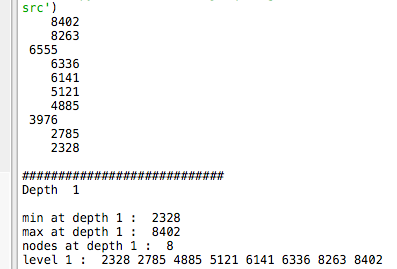 src')
8402
8263
6555
6336
6141
5121
4885
3976
2785
2328
############################
Depth  1
min at depth 1 :  2328
max at depth 1 :  8402
nodes at depth 1 :  8
level 1 :  2328 2785 4885 5121 6141 6336 8263 8402